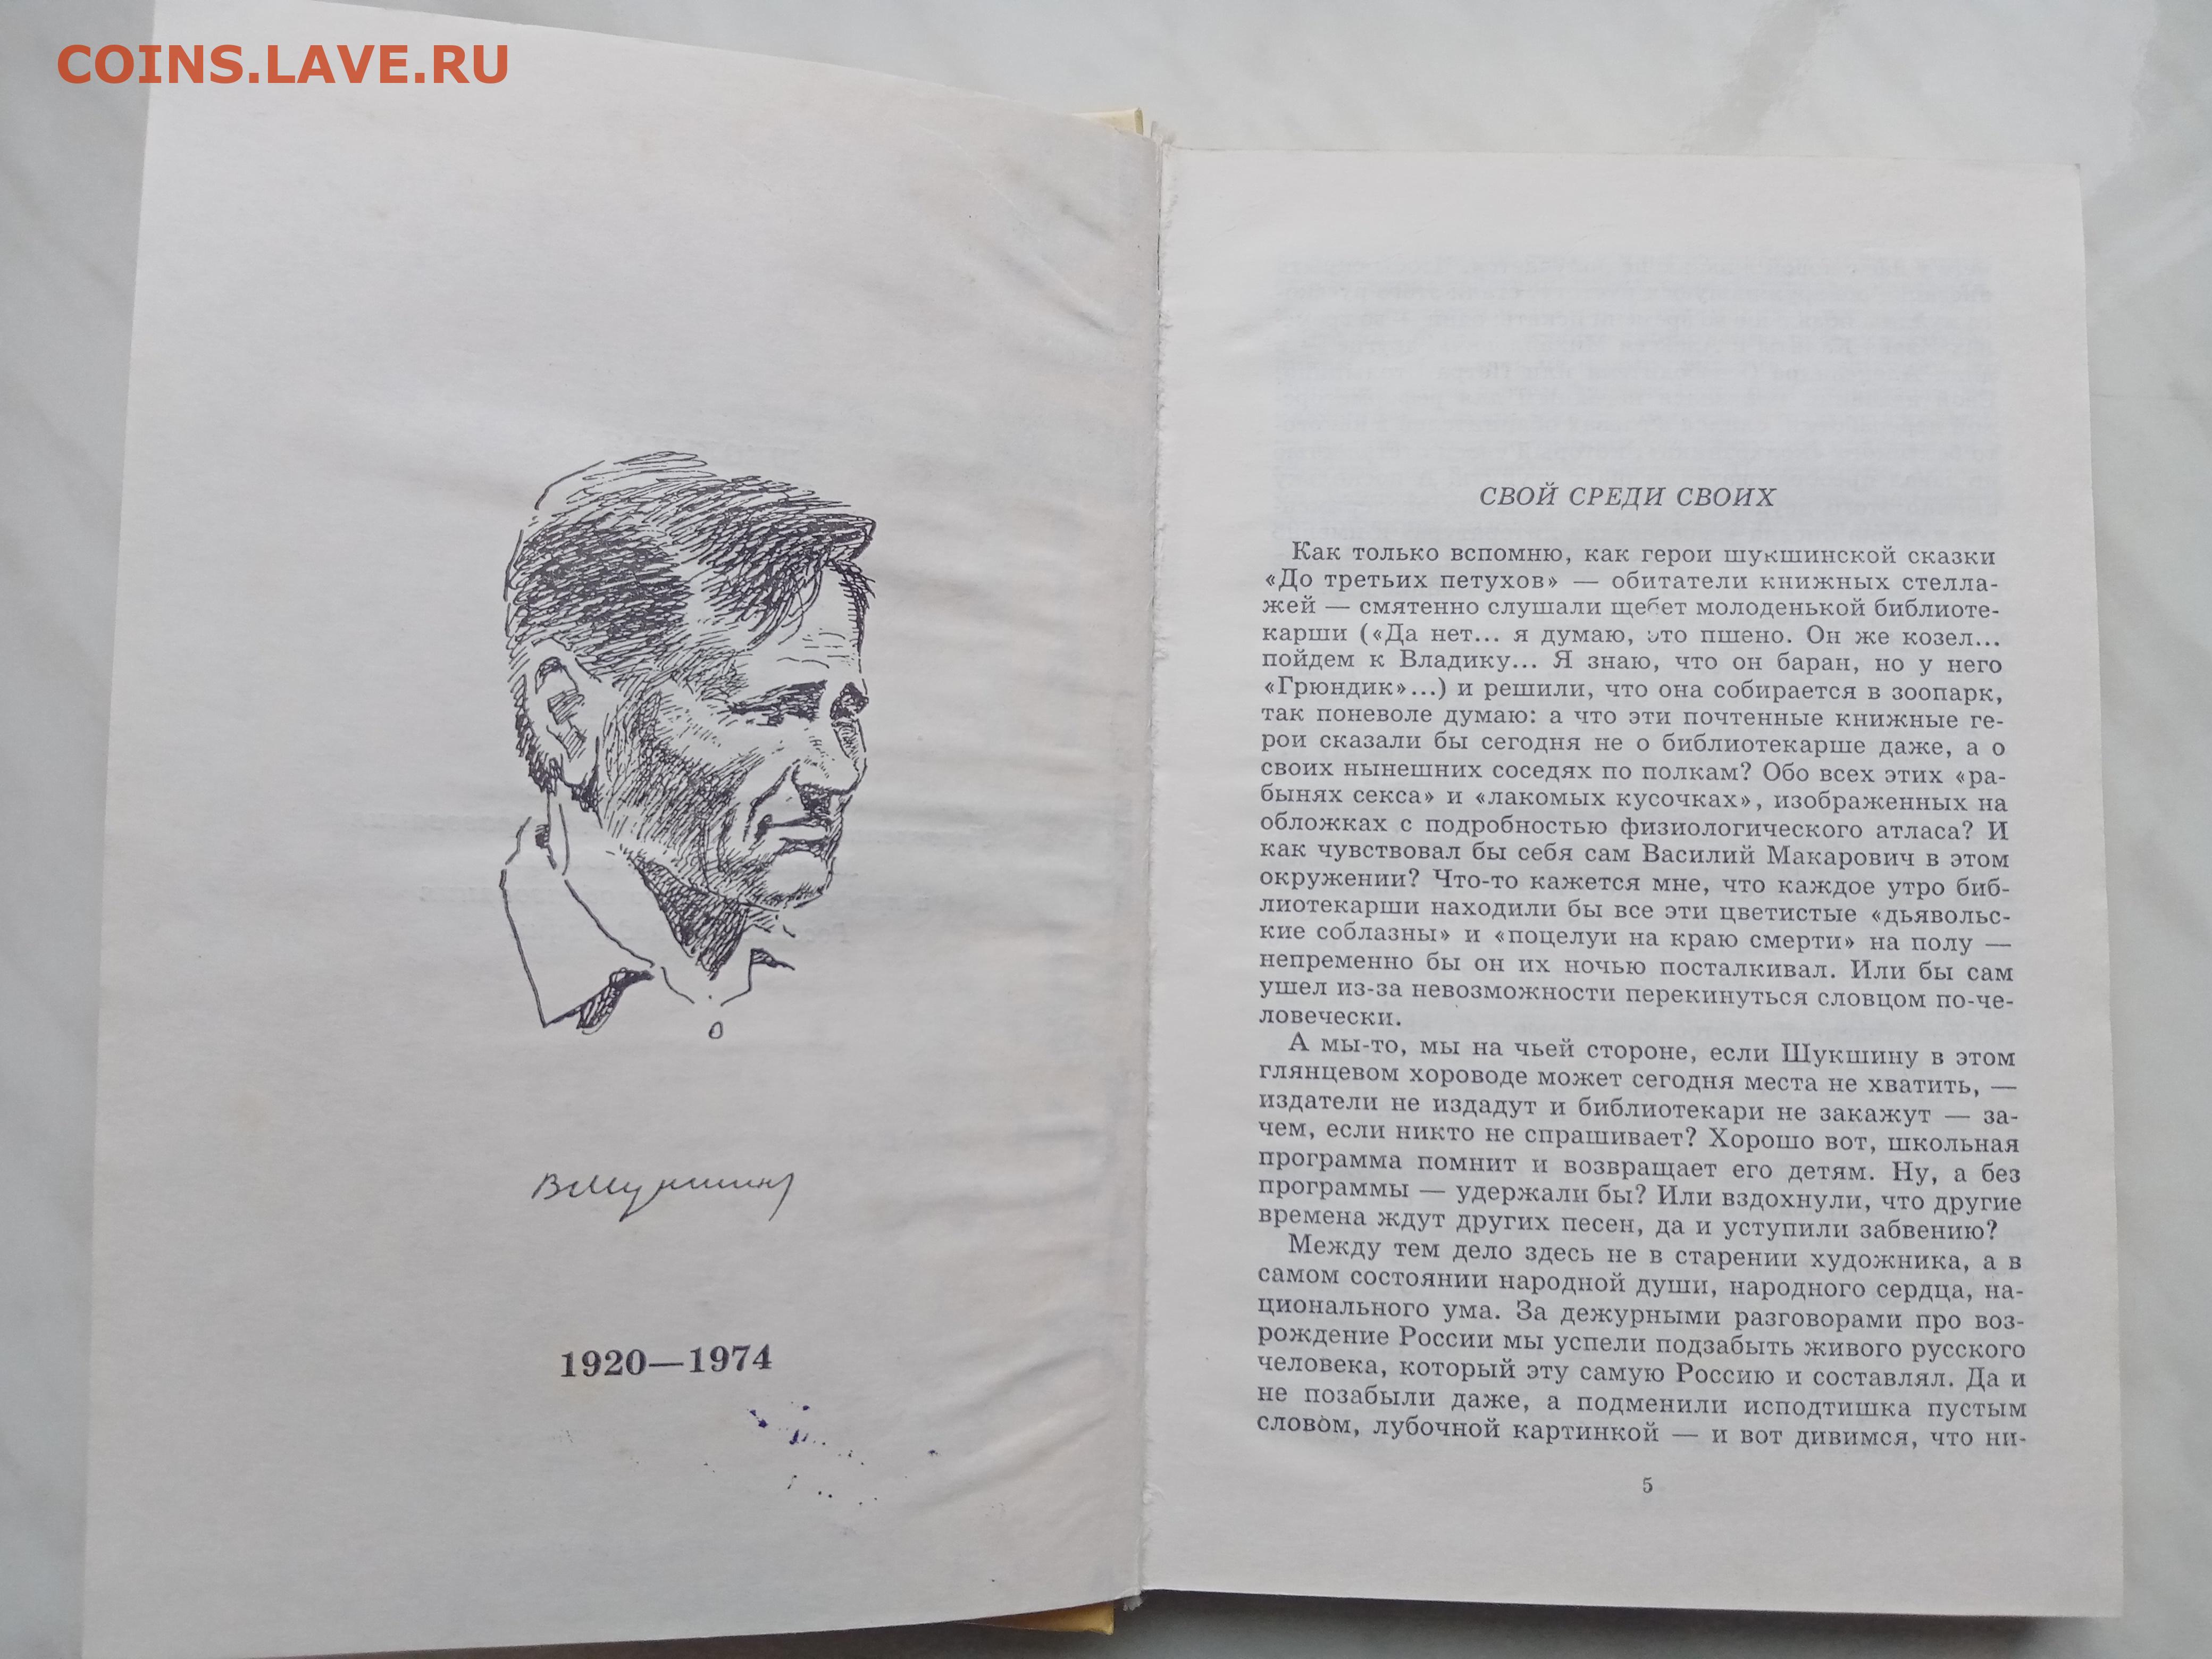 COINS.LAVE.RU
ВШукшин
1920—1974
СВОЙ СРЕДИ СВОИХ
Как только вспомню, как герои шукшинской сказки
«До третьих петухов» — обитатели книжных стелла-
жей — смятенно слушали щебет молоденькой библиоте-
карши («Да нет... я думаю, это пшено. Он же козел...
пойдем к Владику... Я знаю, что он баран, но у него
«Грюндик»...) и решили, что она собирается в зоопарк,
так поневоле думаю: а что эти почтенные книжные ге-
рои сказали бы сегодня не о библиотекарше даже, а о
своих нынешних соседях по полкам? Обо всех этих «ра-
бынях секса» и «лакомых кусочках», изображенных на
обложках с подробностью физиологического атласа? И
как чувствовал бы себя сам Василий Макарович в этом
окружении? Что-то кажется мне, что каждое утро биб-
лиотекарши находили бы все эти цветистые «дьявольс-
кие соблазны» и «поцелуи на краю смерти» на полу —
непременно бы он их ночью посталкивал. Или бы сам
ушел из-за невозможности перекинуться словцом по-че-
ловечески.
А мы-то, мы на чьей стороне, если Шукшину в этом
глянцевом хороводе может сегодня места не хватить, —
издатели не издадут и библиотекари не закажут — за-
чем, если никто не спрашивает? Хорошо вот, школьная
программа помнит и возвращает его детям. Ну, а без
программы — удержали бы? Или вздохнули, что другие
времена ждут других песен, да и уступили забвению?
Между тем дело здесь не в старении художника, а в
самом состоянии народной души, народного сердца, на-
ционального ума. За дежурными разговорами про воз-
рождение России мы успели подзабыть живого русского
человека, который эту самую Россию и составлял. Да и
не позабыли даже, а подменили исподтишка пустым
словом, лубочной картинкой — и вот дивимся, что ни-
5